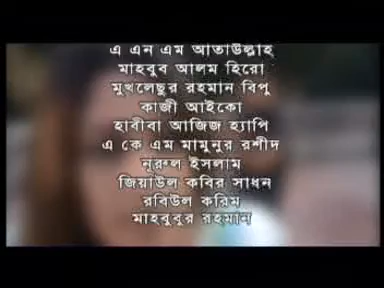 এ এন এম আতাউল্লাহ্
মাহবুব আলম হিরো
মুখলেছুর রহমান বিপু
কাজী আইকো
হাবীবা আজিজ হ্যাপি
এ কে এম মামুনুর রশীদ
নূরুল ইসলাম
জিয়াউল কবির সাধন
রবিউল করিম
মাহবুবুর রহমান